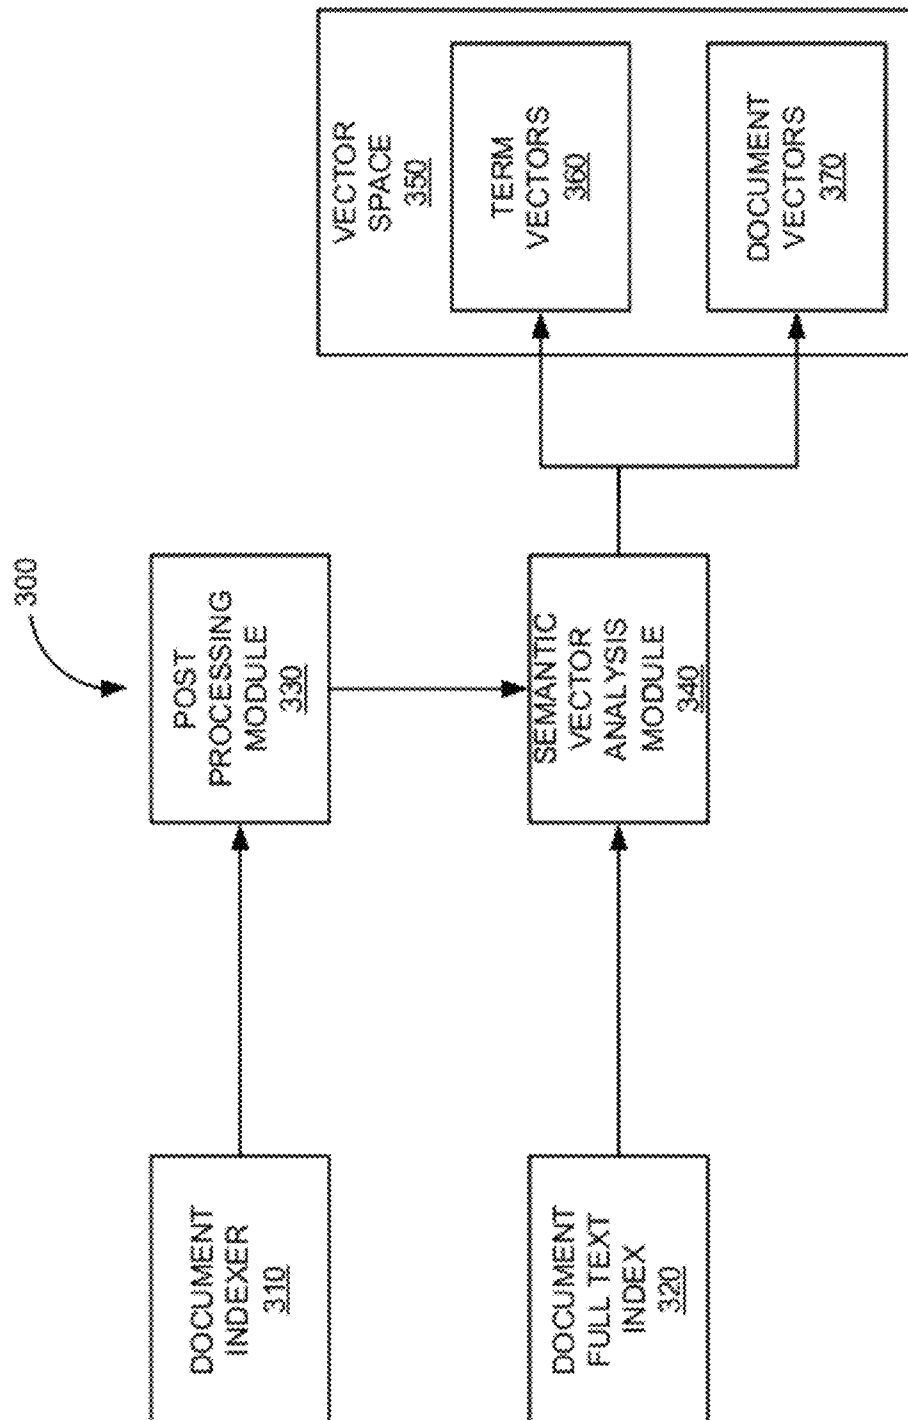 300
DOCUMENT
INDEXER
310
POST
PROCESSING
MODULE
330
VECTOR
SPACE
350
TERM
VECTORS
360
DOCUMENT
FULL TEXT
INDEX
320
SEMANTIC
VECTOR
ANALYSIS
MODULE
340
DOCUMENT
VECTORS
370